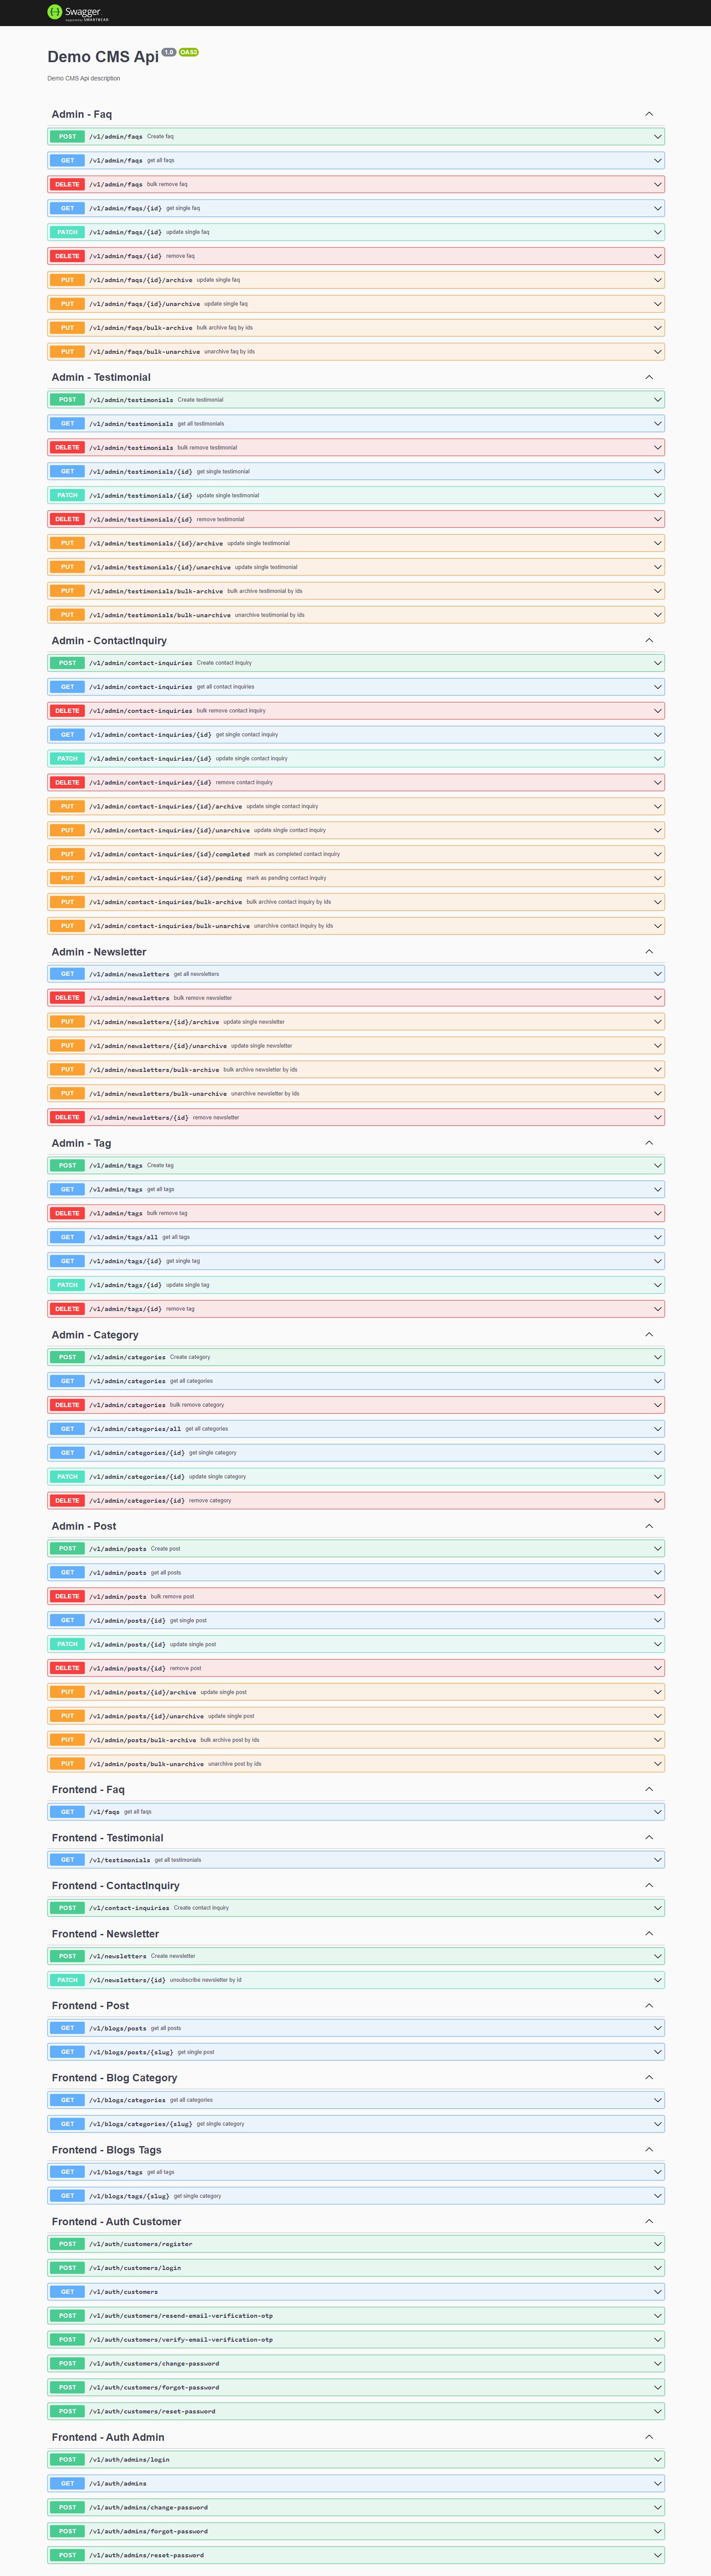 Swagger
Supported by SMARTBEAR
Demo CMS Api 1.0 OAS3
Demo CMS Api description
Admin - Faq
POST /v1/admin/faqs Create faq
GET /v1/admin/faqs get all faqs
DELETE /v1/admin/faqs bulk remove faq
GET /v1/admin/faqs/{id} get single faq
PATCH /v1/admin/faqs/{id} update single faq
DELETE /v1/admin/faqs/{id} remove faq
PUT /v1/admin/faqs/{id}/archive update single faq
PUT /v1/admin/faqs/{id}/unarchive update single faq
PUT /v1/admin/faqs/bulk-archive bulk archive faq by ids
PUT /v1/admin/faqs/bulk-unarchive unarchive faq by ids
Admin - Testimonial
POST /v1/admin/testimonials Create testimonial
GET /v1/admin/testimonials get all testimonials
DELETE /v1/admin/testimonials bulk remove testimonial
GET /v1/admin/testimonials/{id} get single testimonial
PATCH /v1/admin/testimonials/{id} update single testimonial
DELETE /v1/admin/testimonials/{id} remove testimonial
PUT /v1/admin/testimonials/{id}/archive update single testimonial
PUT /v1/admin/testimonials/{id}/unarchive update single testimonial
PUT /v1/admin/testimonials/bulk-archive bulk archive testimonial by ids
PUT /v1/admin/testimonials/bulk-unarchive unarchive testimonial by ids
Admin - ContactInquiry
POST /v1/admin/contact-inquiries Create contact inquiry
GET /v1/admin/contact-inquiries get all contact inquiries
DELETE /v1/admin/contact-inquiries bulk remove contact inquiry
GET /v1/admin/contact-inquiries/{id} get single contact inquiry
PATCH /v1/admin/contact-inquiries/{id} update single contact inquiry
DELETE /v1/admin/contact-inquiries/{id} remove contact inquiry
PUT /v1/admin/contact-inquiries/{id}/archive update single contact inquiry
PUT /v1/admin/contact-inquiries/{id}/unarchive update single contact inquiry
PUT /v1/admin/contact-inquiries/{id}/completed mark as completed contact inquiry
PUT /v1/admin/contact-inquiries/{id}/pending mark as pending contact inquiry
PUT /v1/admin/contact-inquiries/bulk-archive bulk archive contact inquiry by ids
PUT /v1/admin/contact-inquiries/bulk-unarchive unarchive contact inquiry by ids
Admin - Newsletter
GET /v1/admin/newsletters get all newsletters
DELETE /v1/admin/newsletters bulk remove newsletter
PUT /v1/admin/newsletters/{id}/archive update single newsletter
PUT /v1/admin/newsletters/{id}/unarchive update single newsletter
PUT /v1/admin/newsletters/bulk-archive bulk archive newsletter by ids
PUT /v1/admin/newsletters/bulk-unarchive unarchive newsletter by ids
DELETE /v1/admin/newsletters/{id} remove newsletter
Admin - Tag
POST /v1/admin/tags Create tag
GET /v1/admin/tags get all tags
DELETE /v1/admin/tags bulk remove tag
GET /v1/admin/tags/all get all tags
GET /v1/admin/tags/{id} get single tag
PATCH /v1/admin/tags/{id} update single tag
DELETE /v1/admin/tags/{id} remove tag
Admin - Category
POST /v1/admin/categories Create category
GET /v1/admin/categories get all categories
DELETE /v1/admin/categories bulk remove category
GET /v1/admin/categories/all get all categories
GET /v1/admin/categories/{id} get single category
PATCH /v1/admin/categories/{id} update single category
DELETE /v1/admin/categories/{id} remove category
Admin - Post
POST /v1/admin/posts Create post
GET /v1/admin/posts get all posts
DELETE /v1/admin/posts bulk remove post
GET /v1/admin/posts/{id} get single post
PATCH /v1/admin/posts/{id} update single post
DELETE /v1/admin/posts/{id} remove post
PUT /v1/admin/posts/{id}/archive update single post
PUT /v1/admin/posts/{id}/unarchive update single post
PUT /v1/admin/posts/bulk-archive bulk archive post by ids
PUT /v1/admin/posts/bulk-unarchive unarchive post by ids
Frontend - Faq
GET /v1/faqs get all faqs
Frontend - Testimonial
GET /v1/testimonials get all testimonials
Frontend - ContactInquiry
POST /v1/contact-inquiries Create contact inquiry
Frontend - Newsletter
POST /v1/newsletters Create newsletter
PATCH /v1/newsletters/{id} unsubscribe newsletter by id
Frontend - Post
GET /v1/blogs/posts get all posts
GET /v1/blogs/posts/{slug} get single post
Frontend - Blog Category
GET /v1/blogs/categories get all categories
GET /v1/blogs/categories/{slug} get single category
Frontend - Blogs Tags
GET /v1/blogs/tags get all tags
GET /v1/blogs/tags/{slug} get single category
Frontend - Auth Customer
POST /v1/auth/customers/register
POST /v1/auth/customers/login
GET /v1/auth/customers
POST /v1/auth/customers/resend-email-verification-otp
POST /v1/auth/customers/verify-email-verification-otp
POST /v1/auth/customers/change-password
POST /v1/auth/customers/forgot-password
POST /v1/auth/customers/reset-password
Frontend - Auth Admin
POST /v1/auth/admins/login
GET /v1/auth/admins
POST /v1/auth/admins/change-password
POST /v1/auth/admins/forgot-password
POST /v1/auth/admins/reset-password